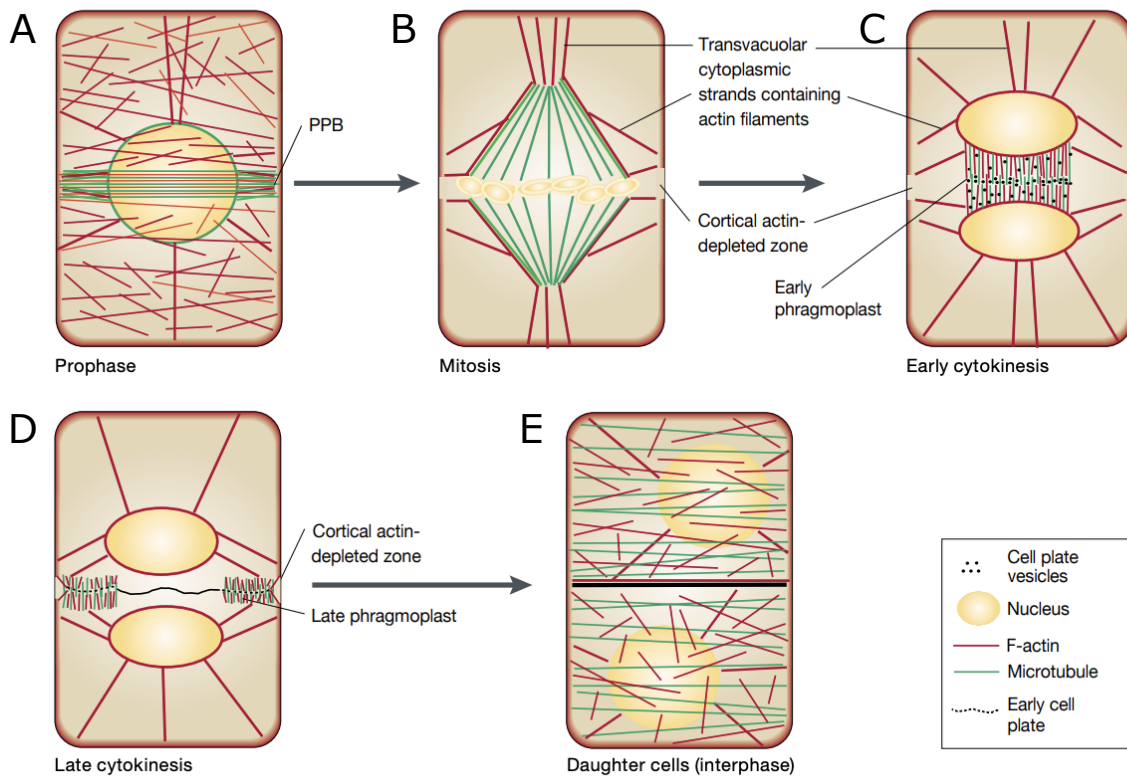 A
B
C
PPB
Transvacuolar
cytoplasmic
strands containing
actin filaments
Cortical actin-
depleted zone
Early
phragmoplast
Prophase
Mitosis
Early cytokinesis
D
E
Cortical actin-
depleted zone
Late phragmoplast
Late cytokinesis
Daughter cells (interphase)
Cell plate
vesicles
Nucleus
F-actin
Microtubule
Early cell
plate